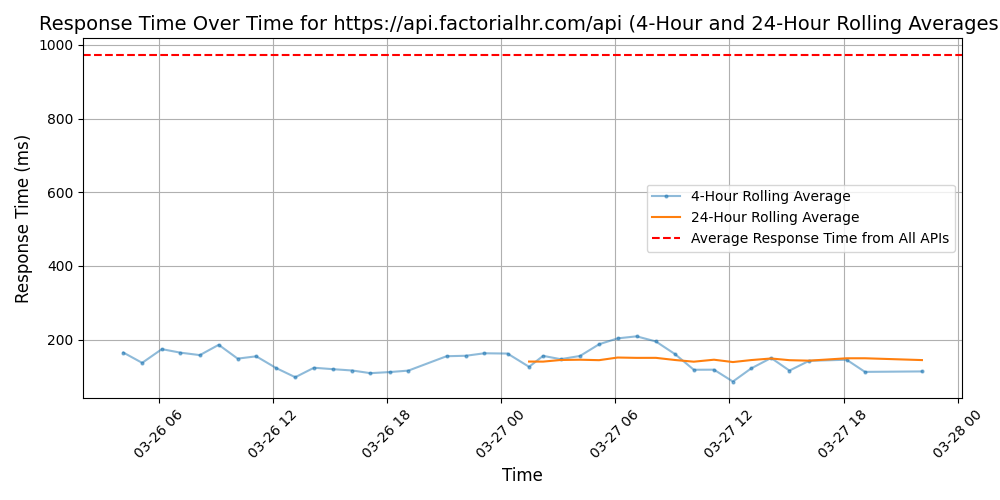 Response Time Over Time for https://api.factorialhr.com/api (4-Hour and 24-Hour Rolling Averages
Response Time (ms)
1000
800
600
400
200
4-Hour Rolling Average
24-Hour Rolling Average
Average Response Time from All APIs
03-26 06
03-26 12
03-26 18
03-27 00
03-27 06
03-27 12
03-27 18
03-28 00
Time